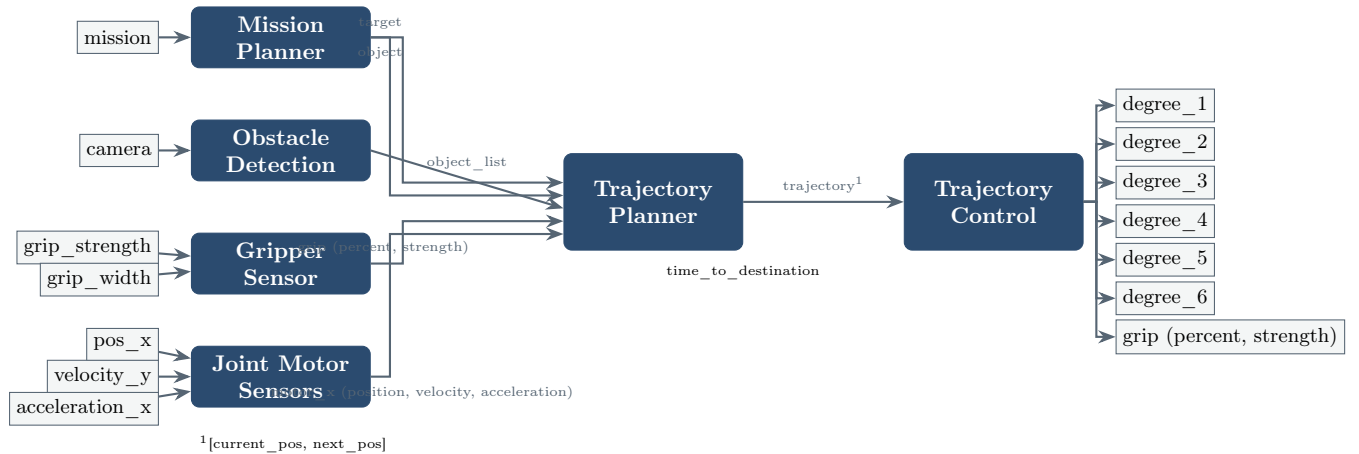 mission
Mission
Planner
target
object
camera
Obstacle
Detection
object_list
grip_strength
grip_width
Gripper
Sensor
grip (percent, strength)
pos_x
velocity_y
acceleration_x
Joint Motor
Sensors
x (position, velocity, acceleration)
Trajectory
Planner
trajectory¹
time_to_destination
Trajectory
Control
degree_1
degree_2
degree_3
degree_4
degree_5
degree_6
grip (percent, strength)
¹[current_pos, next_pos]